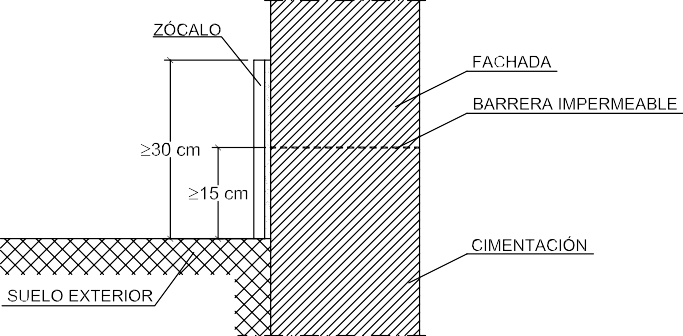 ZÓCALO
FACHADA
BARRERA IMPERMEABLE
≥30 cm
≥15 cm
CIMENTACIÓN
SUELO EXTERIOR